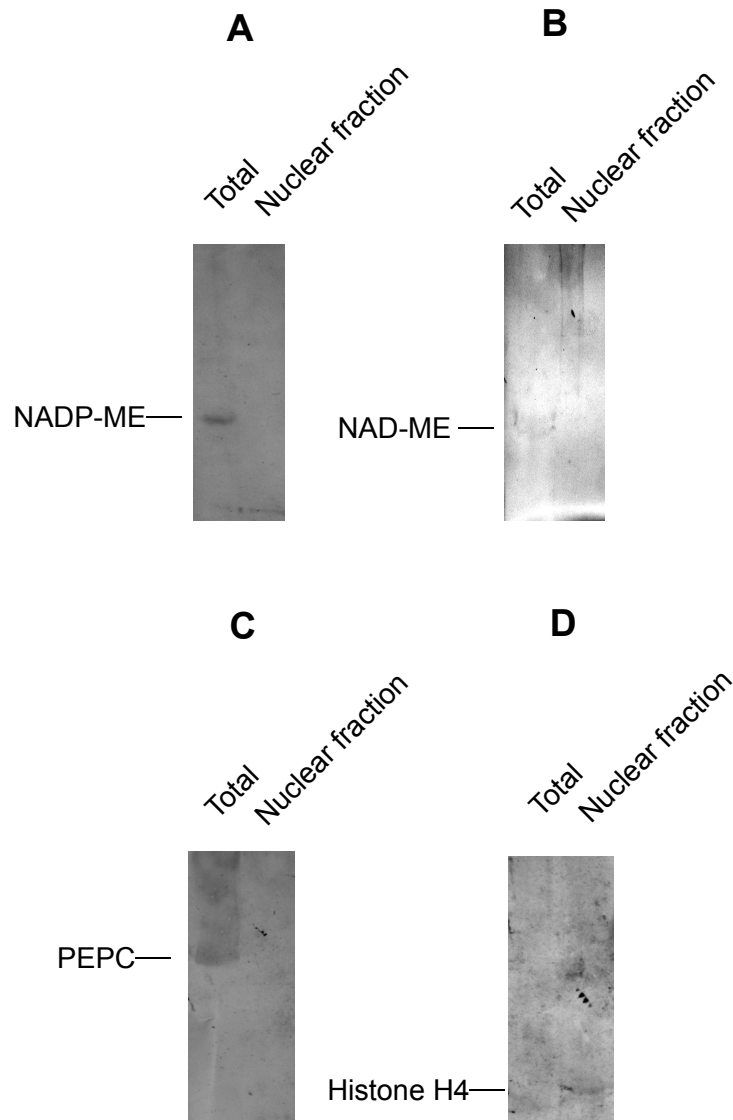 A
Total
Nuclear fraction
NADP-ME
B
Total
Nuclear fraction
NAD-ME
C
Total
Nuclear fraction
PEPC
D
Total
Nuclear fraction
Histone H4